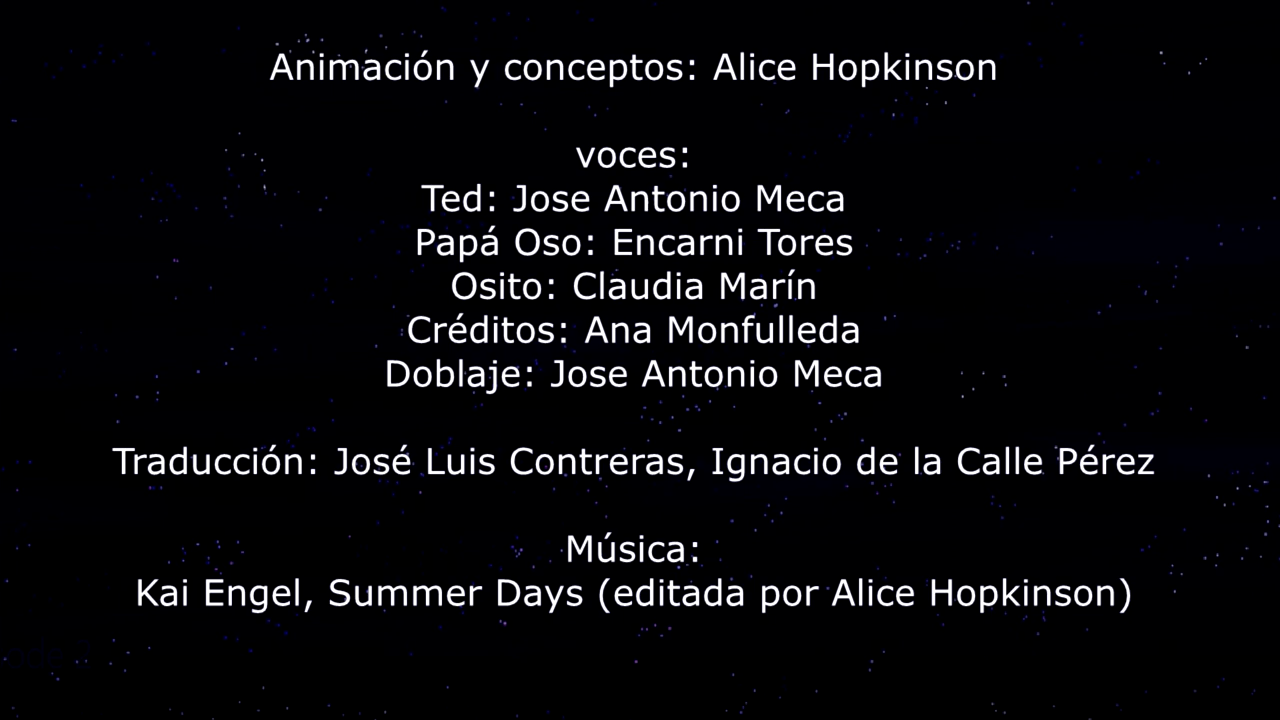 Animación y conceptos: Alice Hopkinson
voces:
Ted: Jose Antonio Meca
Papá Oso: Encarni Tores
Osito: Claudia Marín
Créditos: Ana Monfulleda
Doblaje: Jose Antonio Meca
Traducción: José Luis Contreras, Ignacio de la Calle Pérez
Música:
Kai Engel, Summer Days (editada por Alice Hopkinson)